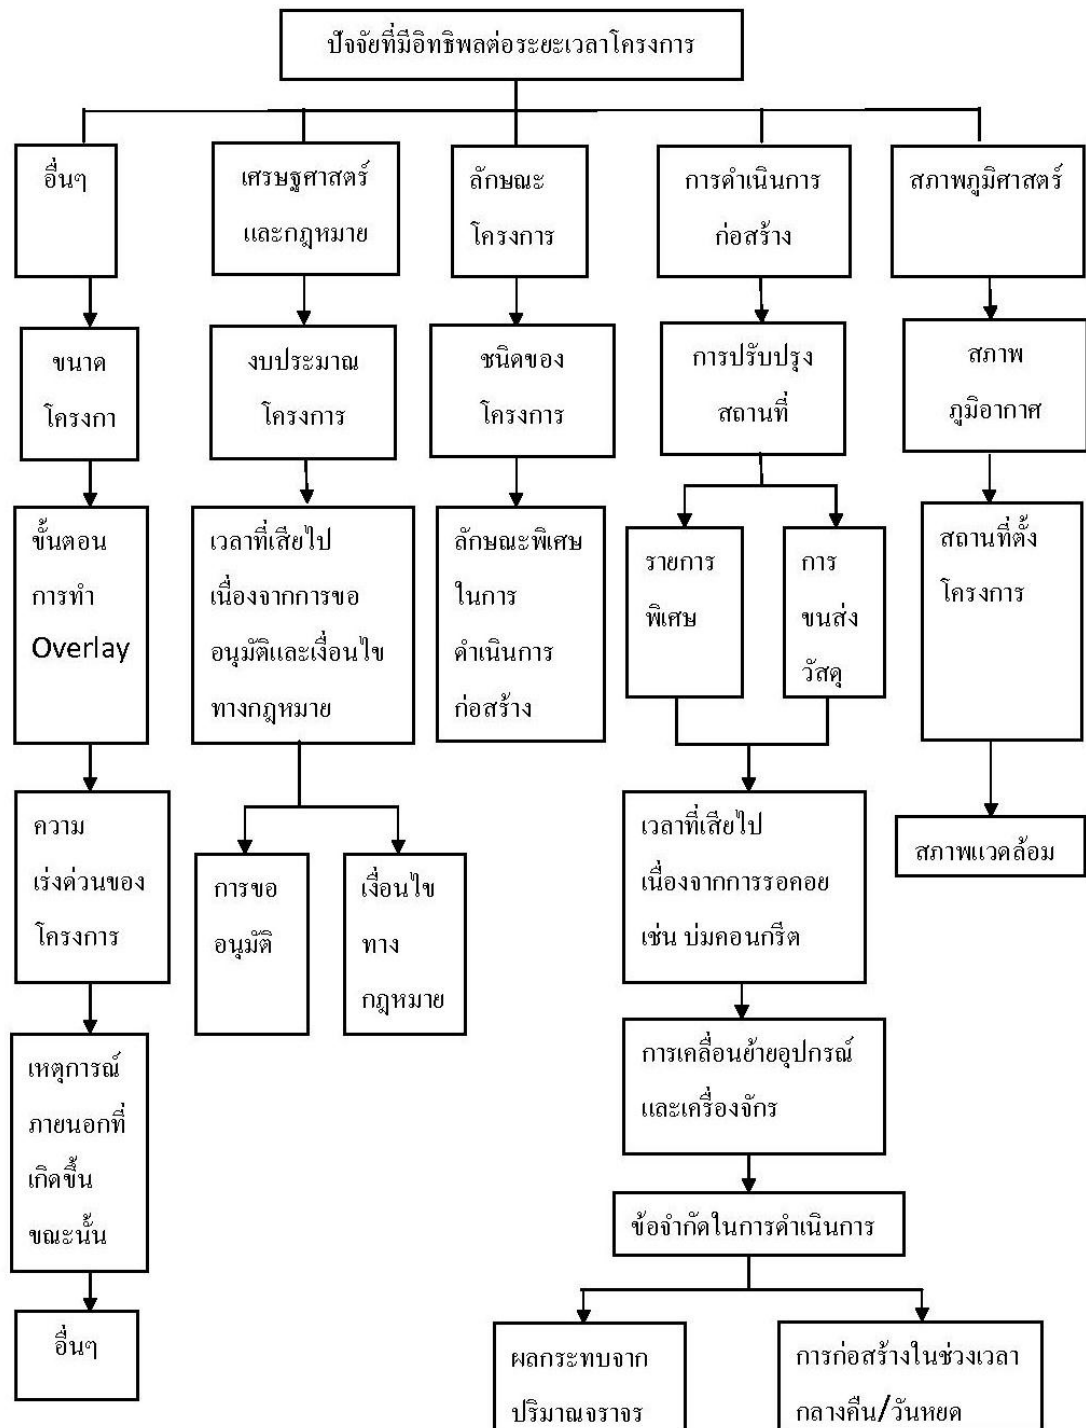 ปัจจัยที่มีอิทธิพลต่อระยะเวลาโครงการ
อื่นๆ
เศรษฐศาสตร์
และกฎหมาย
ลักษณะ
โครงการ
การดำเนินการ
ก่อสร้าง
สภาพภูมิศาสตร์
ขนาด
โครงกา
งบประมาณ
โครงการ
ชนิดของ
โครงการ
การปรับปรุง
สถานที่
สภาพ
ภูมิอากาศ
ขั้นตอน
การทำ
Overlay
เวลาที่เสียไป
เนื่องจากการขอ
อนุมัติและเงื่อนไข
ทางกฎหมาย
ลักษณะพิเศษ
ในการ
ดำเนินการ
ก่อสร้าง
รายการ
พิเศษ
การ
ขนส่ง
วัสดุ
สถานที่ตั้ง
โครงการ
ความ
เร่งด่วนของ
โครงการ
การขอ
อนุมัติ
เงื่อนไข
ทาง
กฎหมาย
เวลาที่เสียไป
เนื่องจากการรอคอย
เช่น บ่มคอนกรีต
สภาพแวดล้อม
เหตุการณ์
ภายนอกที่
เกิดขึ้น
ขณะนั้น
การเคลื่อนย้ายอุปกรณ์
และเครื่องจักร
ข้อจำกัดในการดำเนินการ
อื่นๆ
ผลกระทบจาก
ปริมาณจราจร
การก่อสร้างในช่วงเวลา
กลางคืน/วันหยด